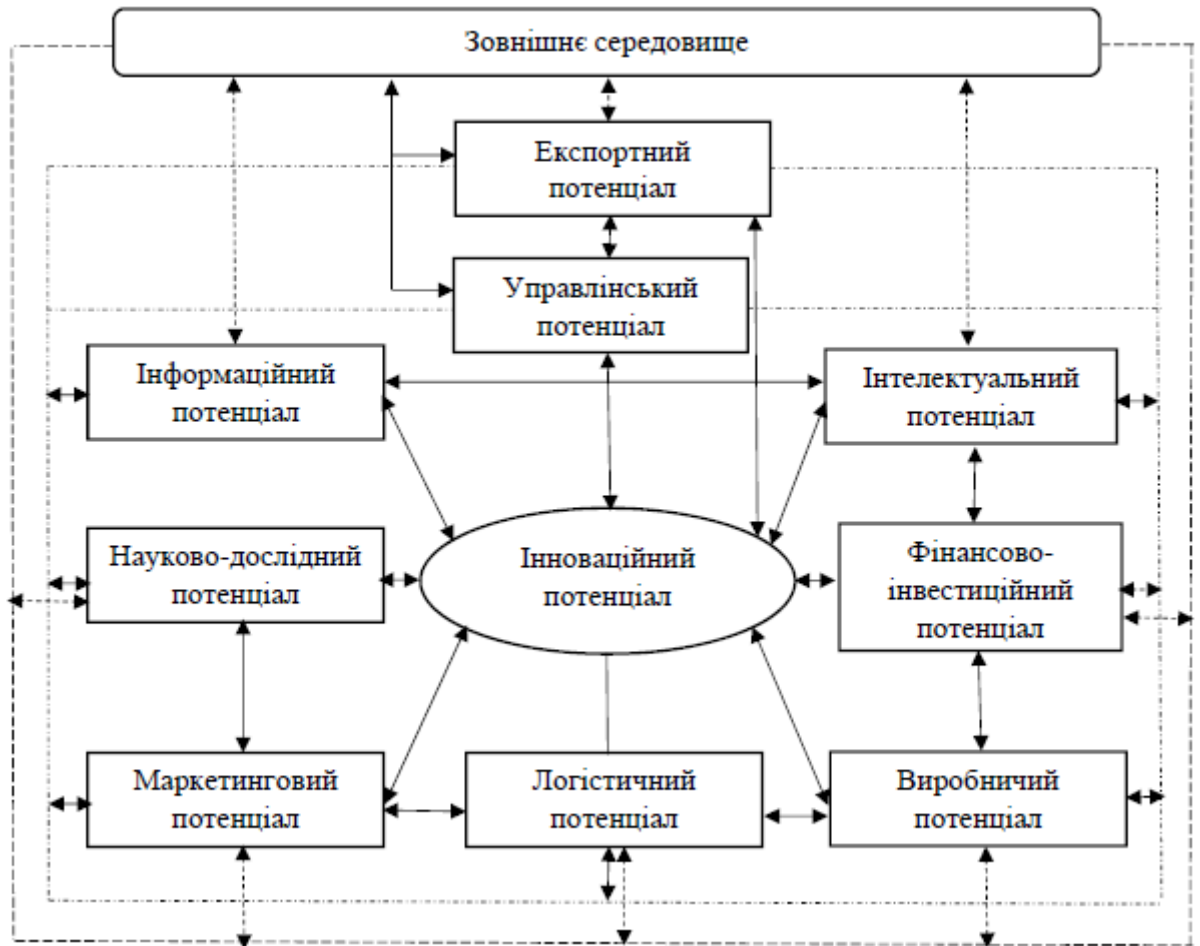 Зовнішнє середовище
Експортний
потенціал
Управлінський
потенціал
Інформаційний
потенціал
Інтелектуальний
потенціал
Науково-дослідний
потенціал
Інноваційний
потенціал
Фінансово-
інвестиційний
потенціал
Маркетинговий
потенціал
Логістичний
потенціал
Виробничий
потенціал